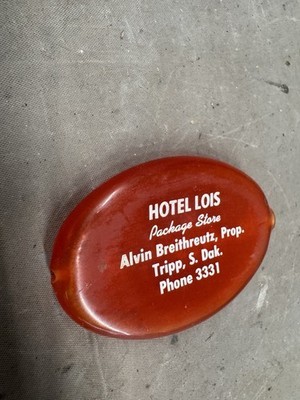 HOTEL LOIS
Package Store
Alvin Breithreutz, Prop.
Tripp, S. Dak.
Phone 3331